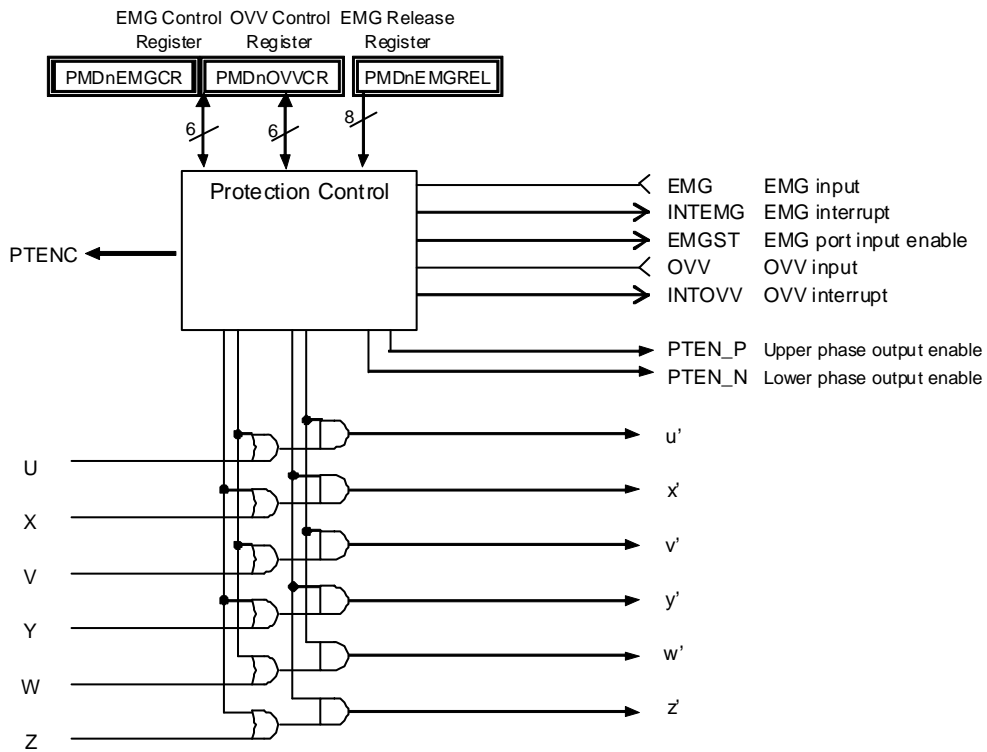 EMG Control OVV Control EMG Release
Register Register Register
PMDnEMGCR PMDnOVVCR PMDnEMGREL
6 6 8
Protection Control
PTENC
EMG EMG input
INTEMG EMG interrupt
EMGST EMG port input enable
OVV OVV input
INTOVV OVV interrupt
PTEN_P Upper phase output enable
PTEN_N Lower phase output enable
U u’
X x’
V v’
Y y’
W w’
Z z’